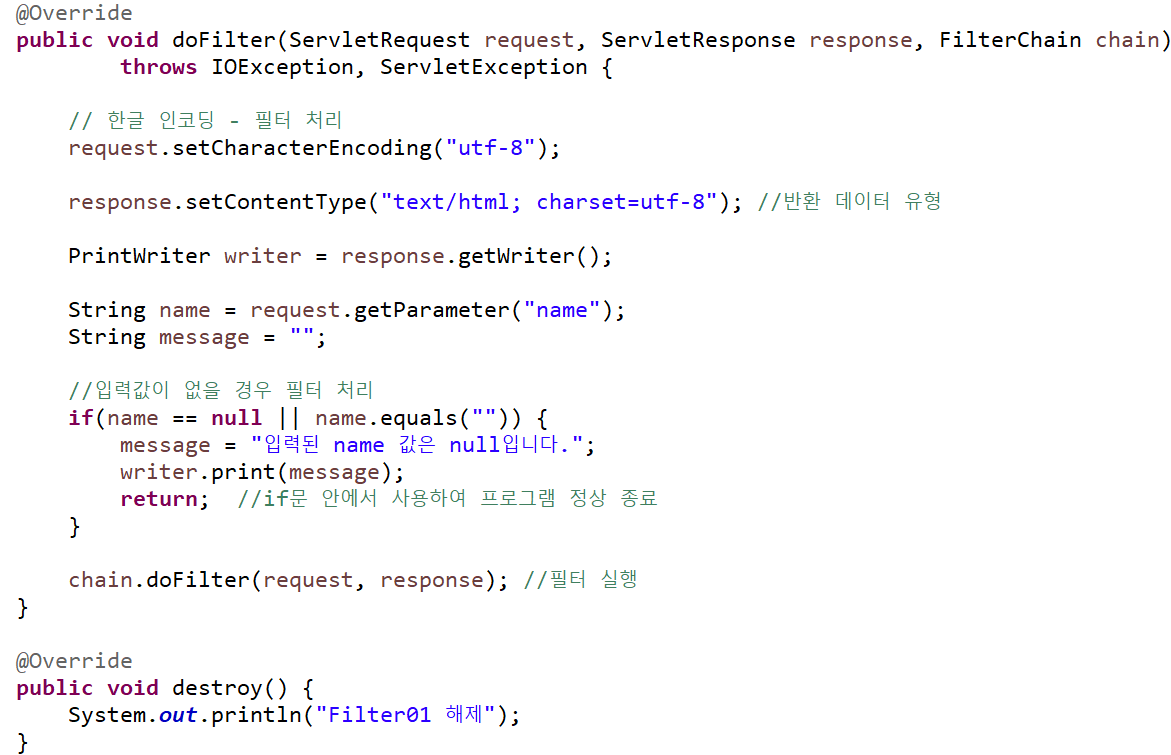 @Override
public void doFilter(ServletRequest request, ServletResponse response, FilterChain chain)
        throws IOException, ServletException {

    // 한글 인코딩 - 필터 처리
    request.setCharacterEncoding("utf-8");

    response.setContentType("text/html; charset=utf-8"); //반환 데이터 유형

    PrintWriter writer = response.getWriter();

    String name = request.getParameter("name");
    String message = "";

    //입력값이 없을 경우 필터 처리
    if(name == null || name.equals("")) {
        message = "입력된 name 값은 null입니다.";
        writer.print(message);
        return;  //if문 안에서 사용하여 프로그램 정상 종료
    }

    chain.doFilter(request, response); //필터 실행
}

@Override
public void destroy() {
    System.out.println("Filter01 해제");
}